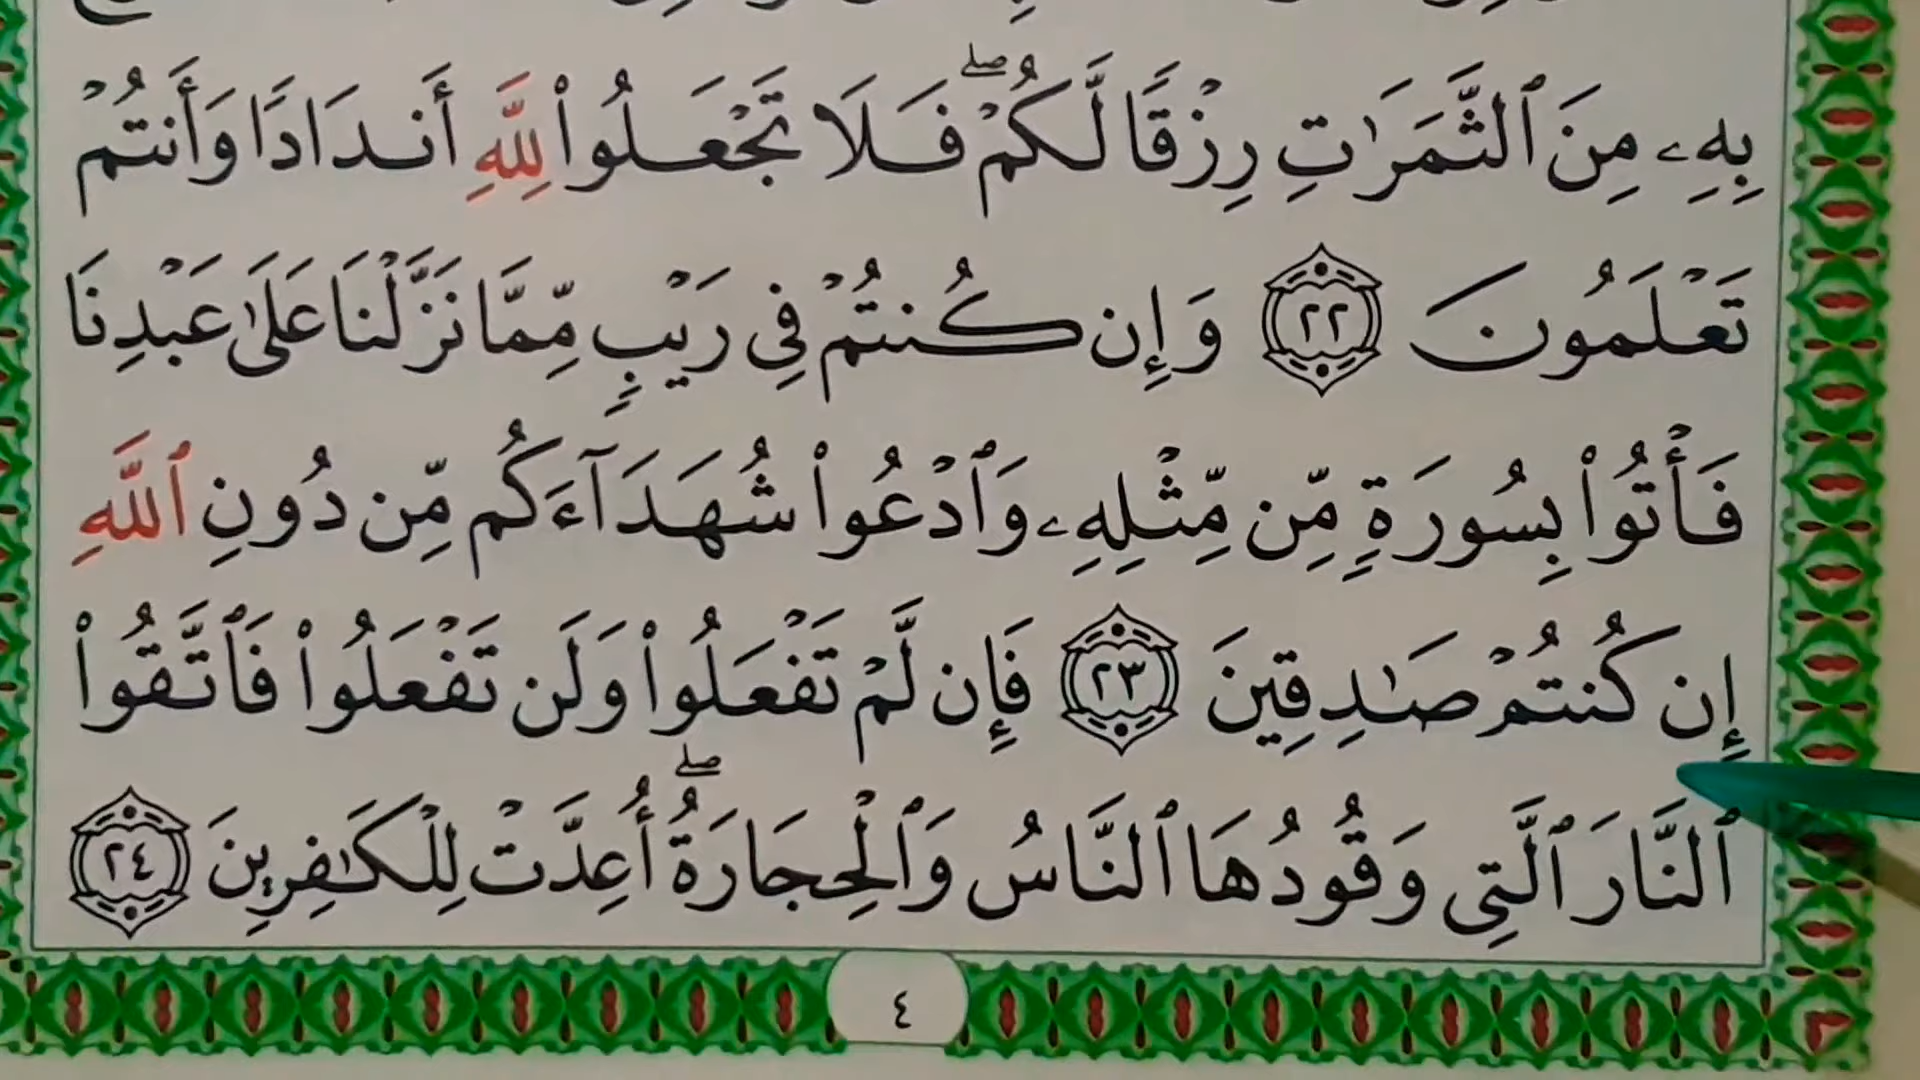 بِهِۦ مِنَ ٱلثَّمَرَٰتِ رِزْقًا لَّكُمْ ۖ فَلَا تَجْعَلُوا۟ لِلَّهِ أَندَادًا وَأَنتُمْ
تَعْلَمُونَ ٢٢ وَإِن كُنتُمْ فِى رَيْبٍ مِّمَّا نَزَّلْنَا عَلَىٰ عَبْدِنَا
فَأْتُوا۟ بِسُورَةٍ مِّن مِّثْلِهِۦ وَٱدْعُوا۟ شُهَدَآءَكُم مِّن دُونِ ٱللَّهِ
إِن كُنتُمْ صَـٰدِقِينَ ٢٣ فَإِن لَّمْ تَفْعَلُوا۟ وَلَن تَفْعَلُوا۟ فَٱتَّقُوا۟
ٱلنَّارَ ٱلَّتِى وَقُودُهَا ٱلنَّاسُ وَٱلْحِجَارَةُ ۖ أُعِدَّتْ لِلْكَـٰفِرِينَ ٢٤
٤